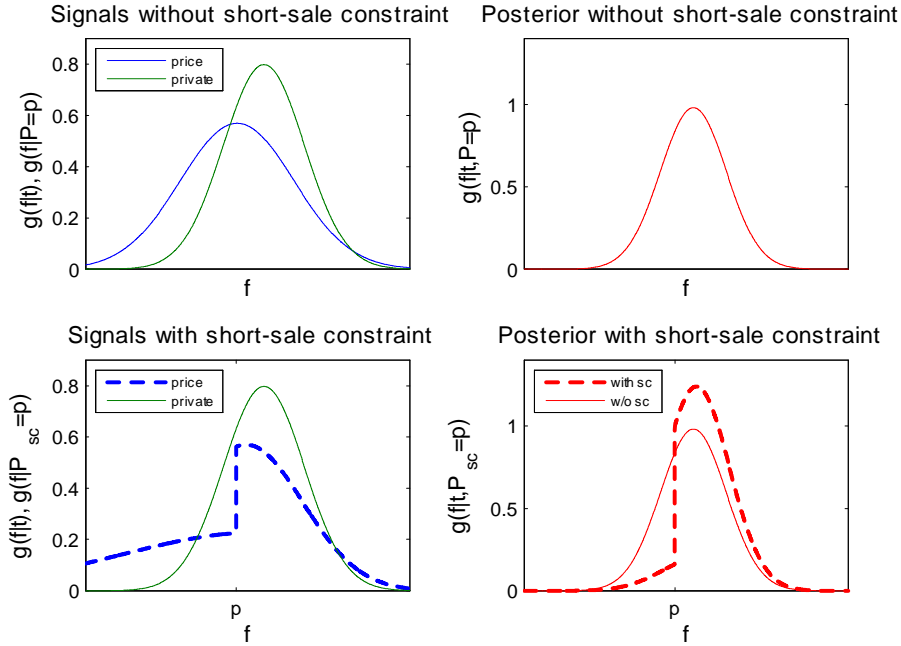 Signals without short-sale constraint
g(f|t), g(f|P=p)
0.8
0.6
0.4
0.2
0
price
private
f
Posterior without short-sale constraint
g(f|t,P=p)
1
0.5
0
f
Signals with short-sale constraint
g(f|t), g(f|P sc=p)
0.8
0.6
0.4
0.2
0
price
private
p
f
Posterior with short-sale constraint
g(f|t,P sc=p)
1
0.5
0
with sc
w/o sc
p
f